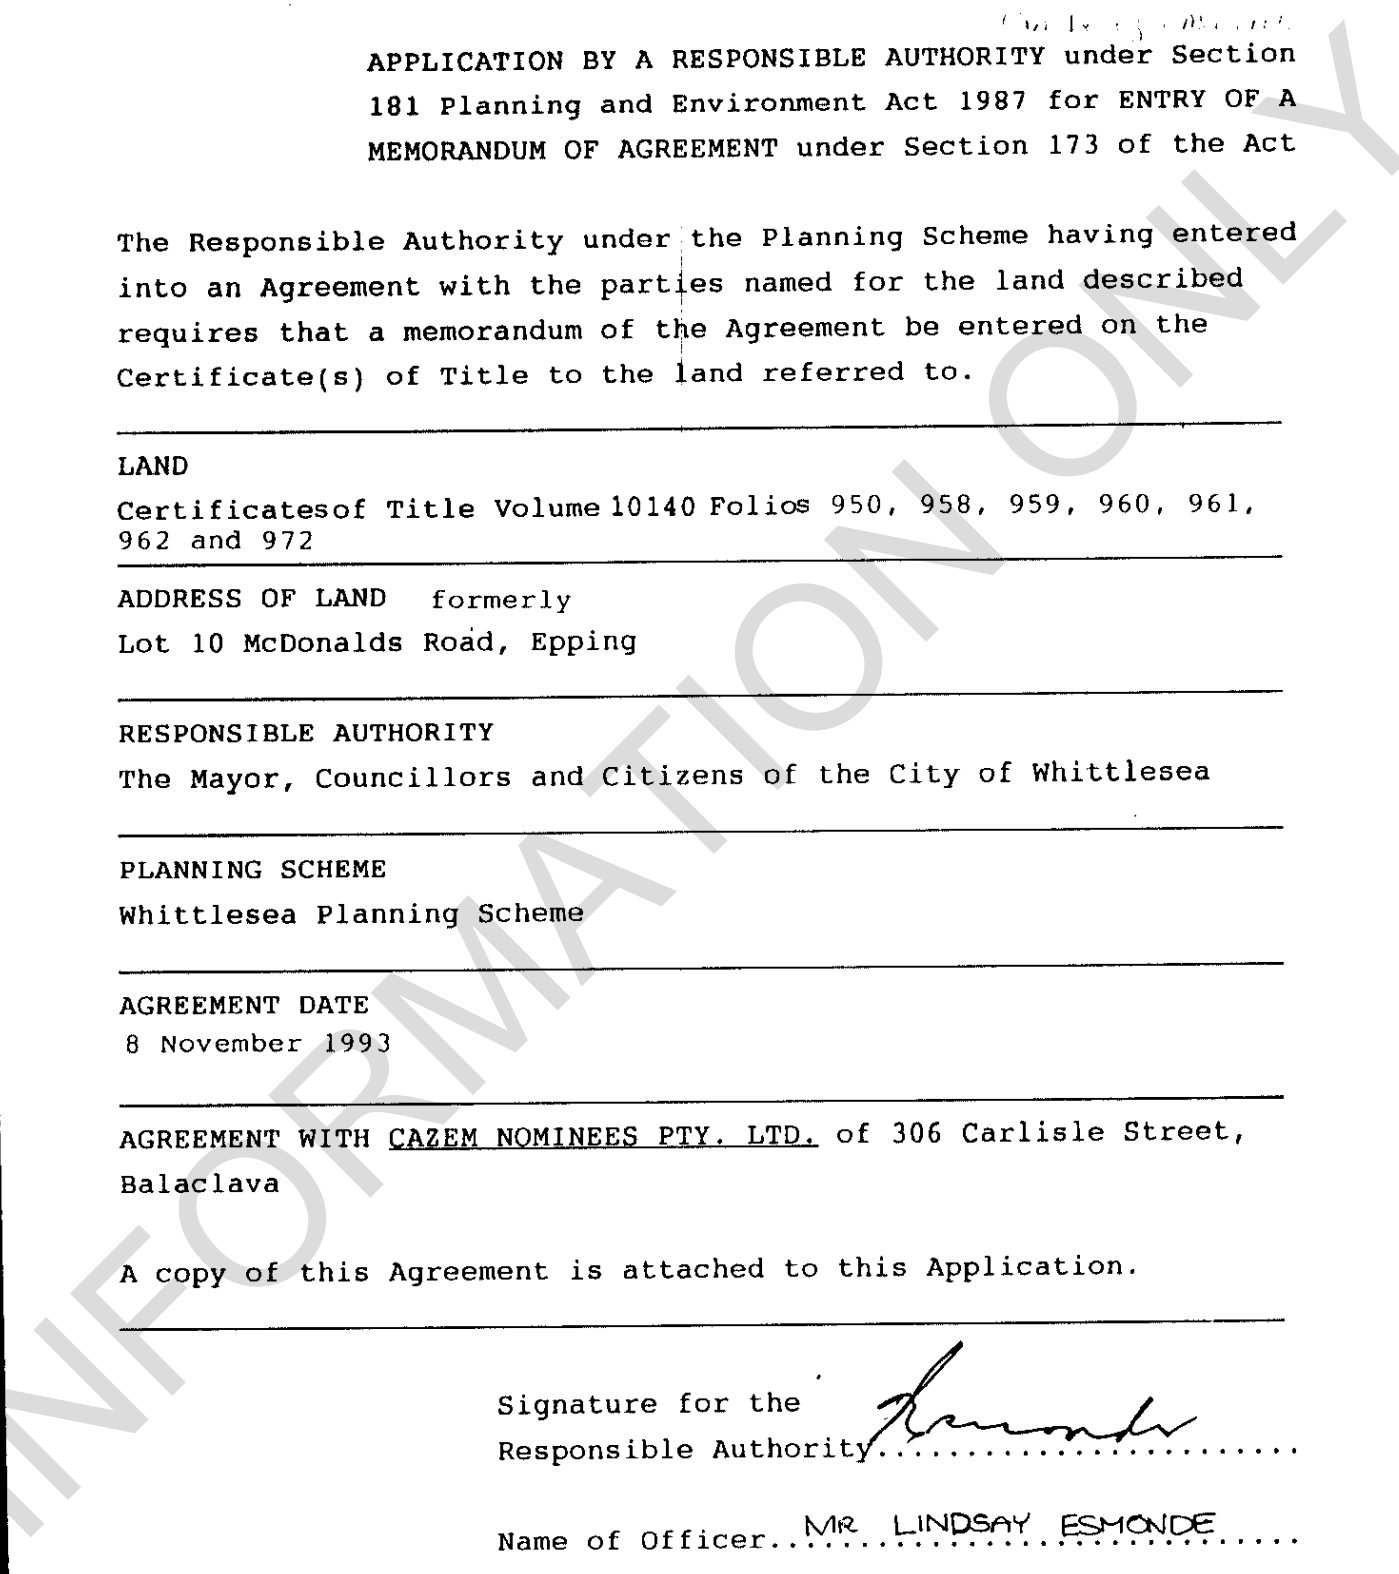 APPLICATION BY A RESPONSIBLE AUTHORITY under Section
181 Planning and Environment Act 1987 for ENTRY OF A
MEMORANDUM OF AGREEMENT under Section 173 of the Act
The Responsible Authority under the Planning Scheme having entered
into an Agreement with the parties named for the land described
requires that a memorandum of the Agreement be entered on the
Certificate(s) of Title to the land referred to.
LAND
Certificatesof Title Volume 10140 Folios 950, 958, 959, 960, 961,
962 and 972
ADDRESS OF LAND formerly
Lot 10 McDonalds Road, Epping
RESPONSIBLE AUTHORITY
The Mayor, Councillors and Citizens of the City of Whittlesea
PLANNING SCHEME
Whittlesea Planning Scheme
AGREEMENT DATE
8 November 1993
AGREEMENT WITH CAZEM NOMINEES PTY. LTD. of 306 Carlisle Street,
Balaclava
A copy of this Agreement is attached to this Application.
Signature for the
Responsible Authority..........................
Name of Officer..MR LINDSAY ESMONDE.....
INFORMATION ONLY